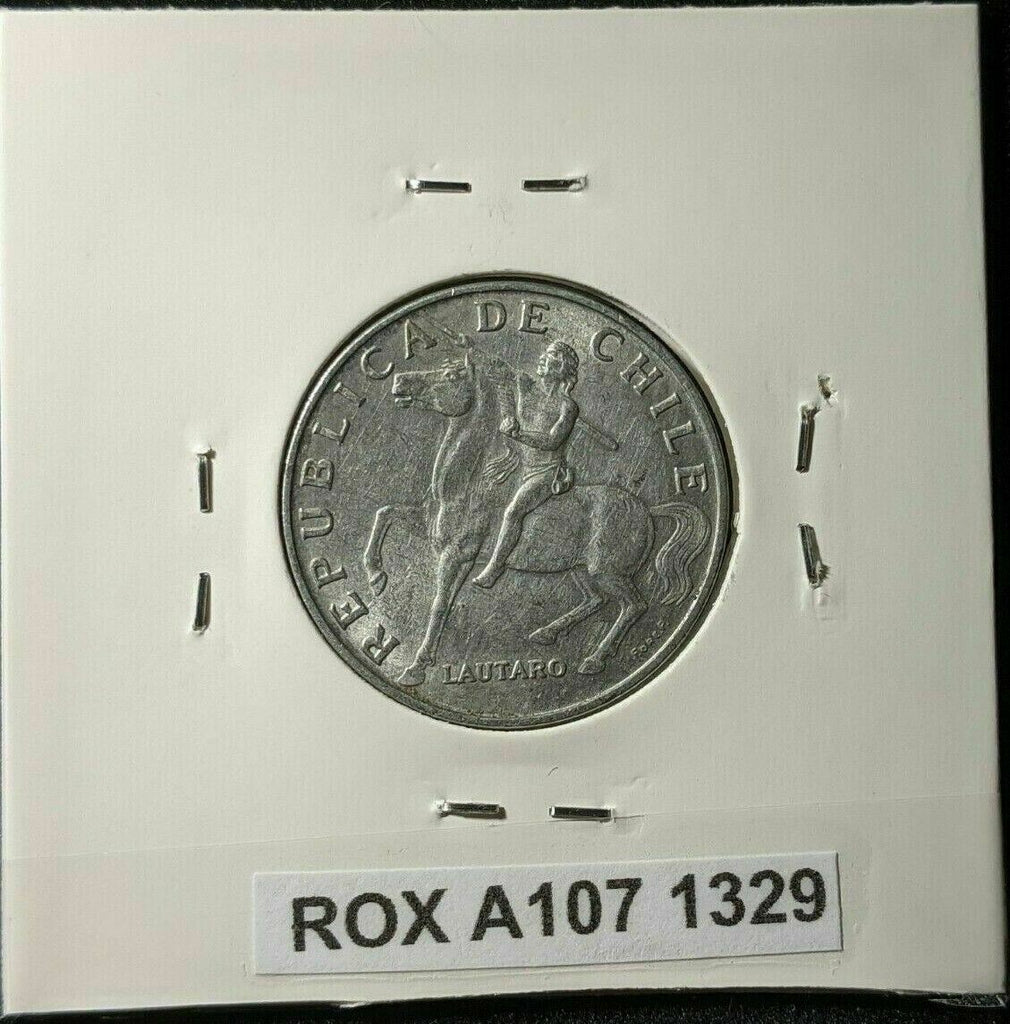 REPUBLICA DE CHILE
LAUTARO
ROX A107 1329